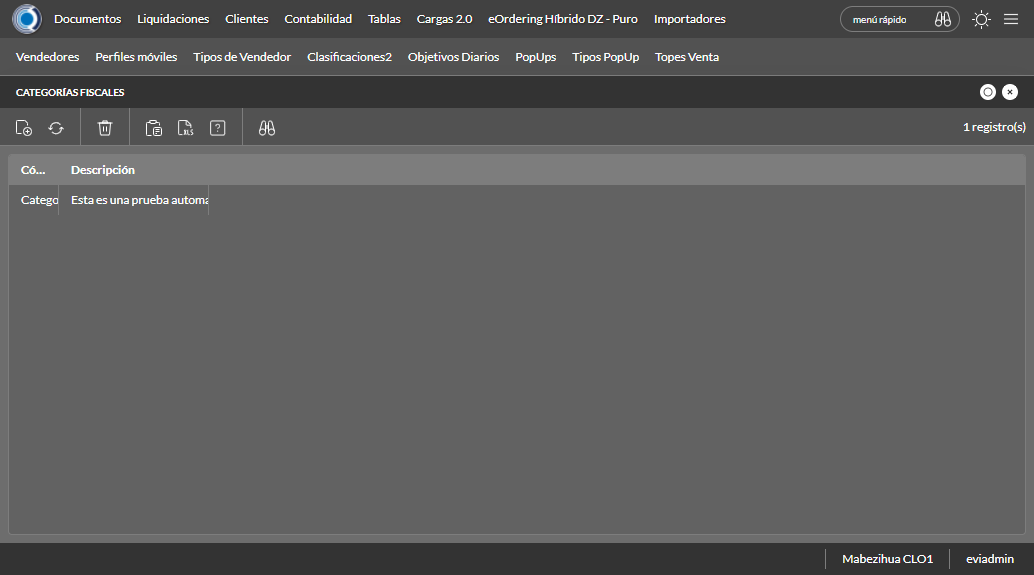 Documentos Liquidaciones Clientes Contabilidad Tablas Cargas 2.0 eOrdering Híbrido DZ - Puro Importadores menú rápido
Vendedores Perfiles móviles Tipos de Vendedor Clasificaciones2 Objetivos Diarios PopUps Tipos PopUp Topes Venta
CATEGORÍAS FISCALES
XLS ? 1 registro(s)
Có... Descripción
Catego Esta es una prueba automa
Mabezihua CLO1 eviadmin